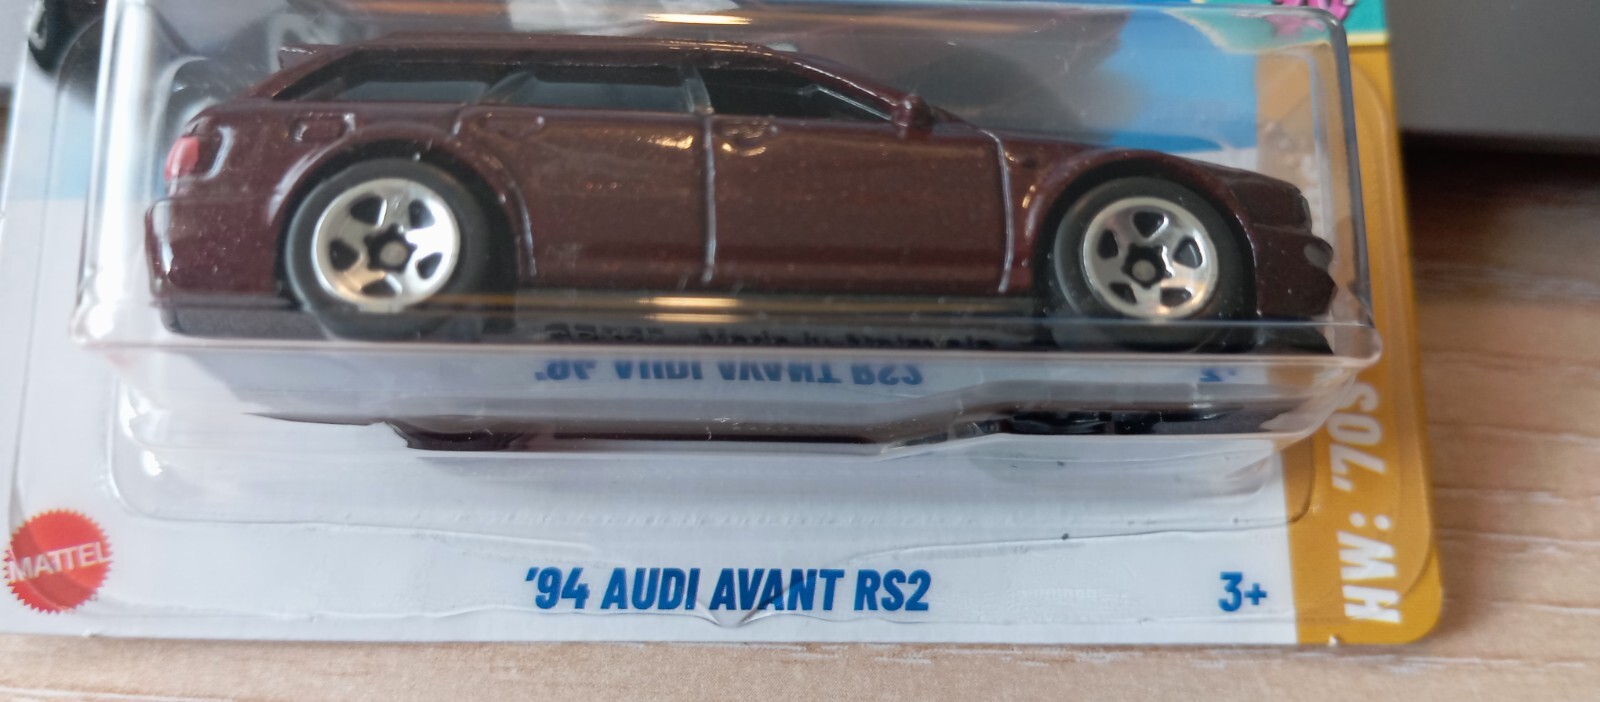 MATTEL
'94 AUDI AVANT RS2
3+
HW: '70S